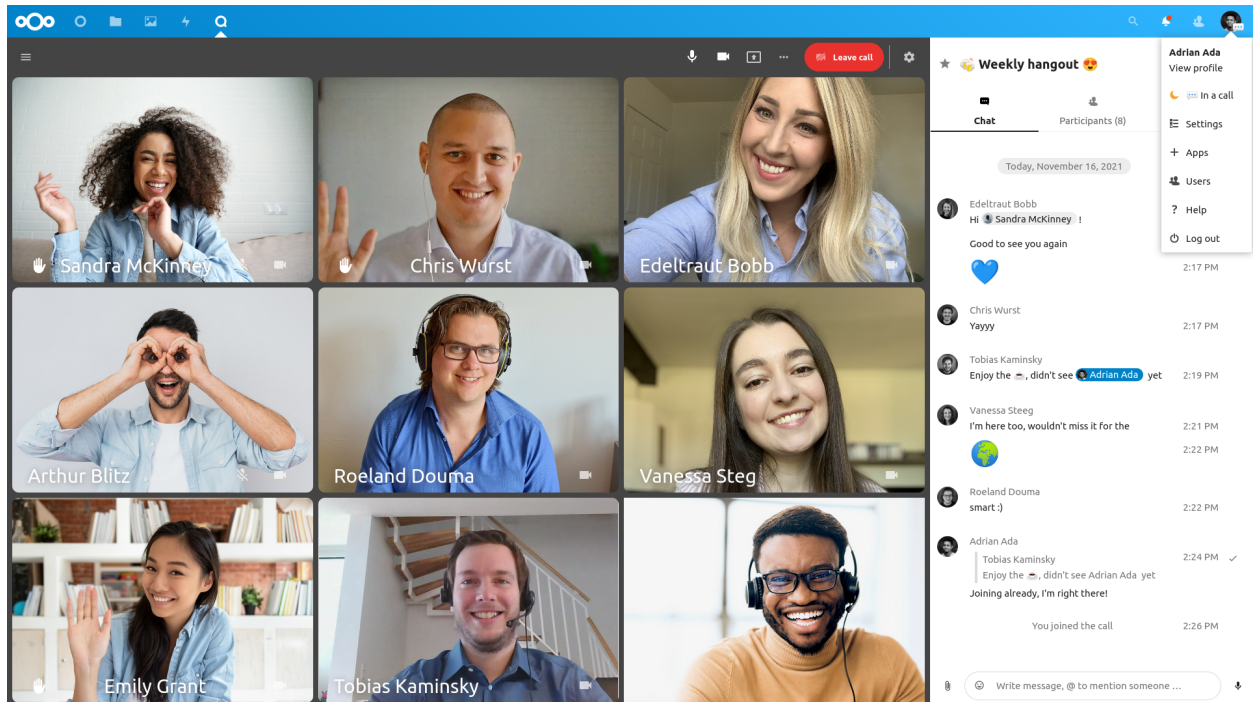 Leave call
Sandra McKinney
Chris Wurst
Edeltraut Bobb
Arthur Blitz
Roeland Douma
Vanessa Steg
Emily Grant
Tobias Kaminsky
Weekly hangout
Chat
Participants (8)
Today, November 16, 2021
Edeltraut Bobb
Hi Sandra McKinney !
Good to see you again
2:17 PM
Chris Wurst
Yayyy 2:17 PM
Tobias Kaminsky
Enjoy the ☕, didn't see Adrian Ada yet 2:19 PM
Vanessa Steeg
I'm here too, wouldn't miss it for the 2:21 PM
2:22 PM
Roeland Douma
smart :) 2:22 PM
Adrian Ada
Tobias Kaminsky 2:24 PM
Enjoy the ☕, didn't see Adrian Ada yet
Joining already, I'm right there!
You joined the call 2:26 PM
Write message, @ to mention someone ...
Adrian Ada
View profile
In a call
Settings
Apps
Users
? Help
Log out